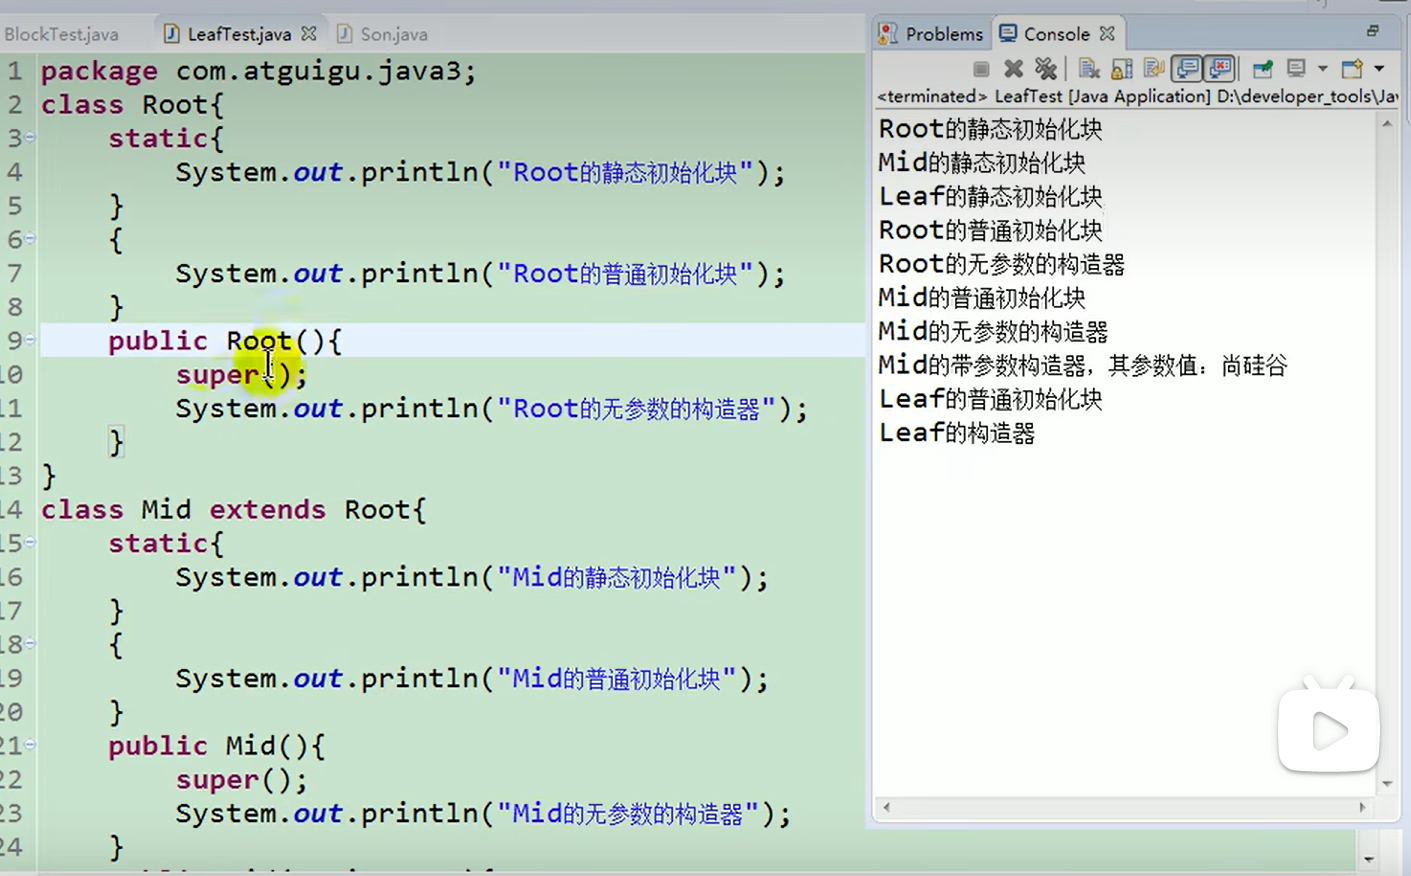 BlockTest.java
LeafTest.java
Son.java
1 package com.atguigu.java3;
2 class Root{
3 static{
4 System.out.println("Root的静态初始化块");
5 }
6 {
7 System.out.println("Root的普通初始化块");
8 }
9 public Root(){
10 super();
11 System.out.println("Root的无参数的构造器");
12 }
13 }
14 class Mid extends Root{
15 static{
16 System.out.println("Mid的静态初始化块");
17 }
18 {
19 System.out.println("Mid的普通初始化块");
20 }
21 public Mid(){
22 super();
23 System.out.println("Mid的无参数的构造器");
24 }
Problems
Console
<terminated> LeafTest [Java Application] D:\developer_tools\Jav
Root的静态初始化块
Mid的静态初始化块
Leaf的静态初始化块
Root的普通初始化块
Root的无参数的构造器
Mid的普通初始化块
Mid的无参数的构造器
Mid的带参数构造器，其参数值：尚硅谷
Leaf的普通初始化块
Leaf的构造器